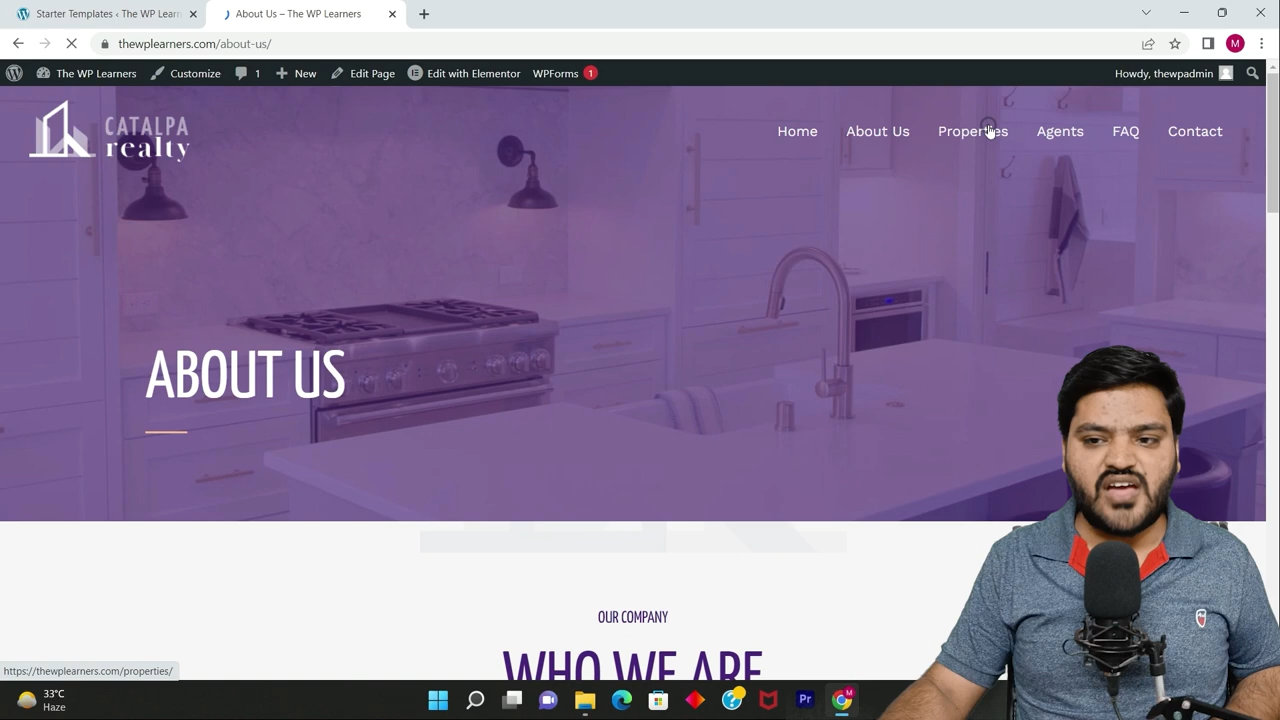 Starter Templates ‹ The WP Learn
About Us – The WP Learners
thewplearners.com/about-us/
M
The WP Learners
Customize
1
New
Edit Page
Edit with Elementor
WPForms 1
Howdy, thewpadmin
CATALPA
realty
Home
About Us
Properties
Agents
FAQ
Contact
ABOUT US
OUR COMPANY
WHO WE ARE
https://thewplearners.com/properties/
33°C
Haze
Pr
M